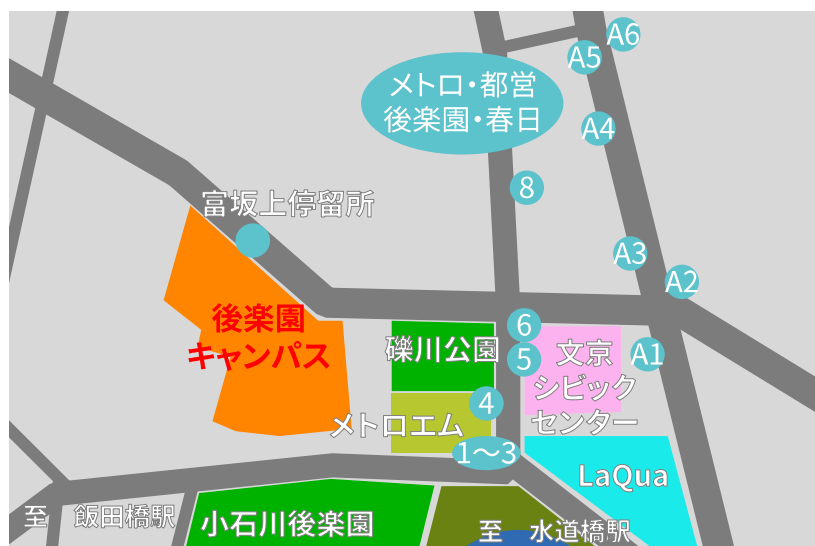 A6
A5
メトロ・都営
後楽園・春日
A4
8
富坂上停留所
A3
A2
後楽園
キャンパス
6
礫川公園
5
文京
シビック
センター
A1
4
メトロエム
1〜3
LaQua
至 飯田橋駅
小石川後楽園
至 水道橋駅